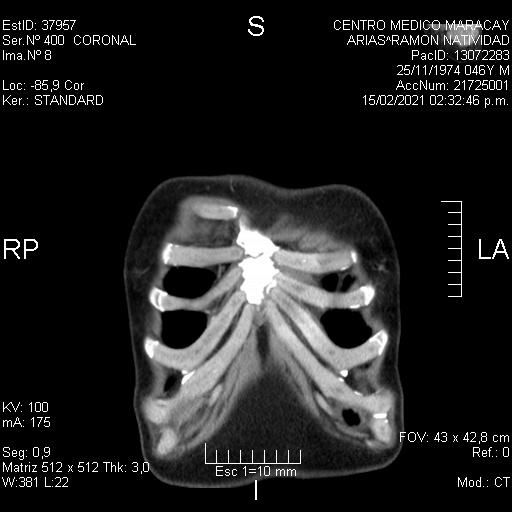 EstID: 37957
Ser.Nº 400 CORONAL
Ima.Nº 8
Loc: -85,9 Cor
Ker.: STANDARD
S
CENTRO MEDICO MARACAY
ARIAS^RAMON NATIVIDAD
PacID: 13072283
25/11/1974 046Y M
AccNum: 21725001
15/02/2021 02:32:46 p.m.
RP
LA
KV: 100
mA: 175
Seg: 0,9
Matriz 512 x 512 Thk: 3,0
W:381 L:22
Esc 1=10 mm
I
FOV: 43 x 42,8 cm
Ref.: 0
Mod.: CT